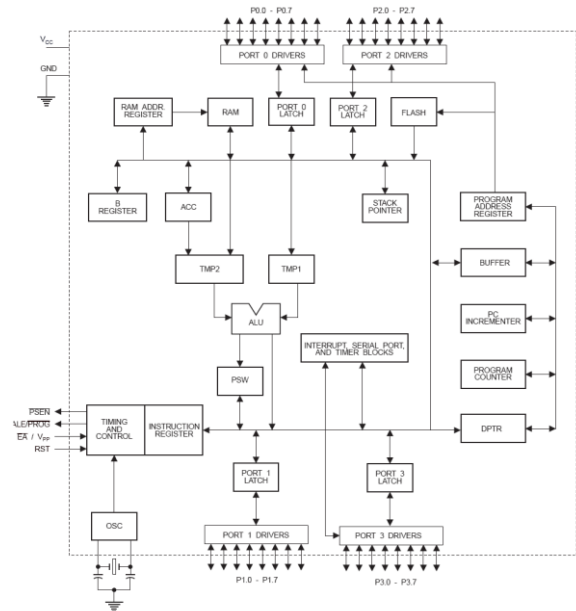 P0.0 - P0.7
P2.0 - P2.7
VCC
GND
PORT 0 DRIVERS
PORT 2 DRIVERS
RAM ADDR.
REGISTER
RAM
PORT 0
LATCH
PORT 2
LATCH
FLASH
B
REGISTER
ACC
STACK
POINTER
PROGRAM
ADDRESS
REGISTER
TMP2
TMP1
BUFFER
ALU
PC
INCREMENTER
INTERRUPT, SERIAL PORT,
AND TIMER BLOCKS
PSW
PROGRAM
COUNTER
PSEN
ALE/PROG
EA / VPP
RST
TIMING
AND
CONTROL
INSTRUCTION
REGISTER
DPTR
PORT 1
LATCH
PORT 3
LATCH
OSC
PORT 1 DRIVERS
PORT 3 DRIVERS
P1.0 - P1.7
P3.0 - P3.7